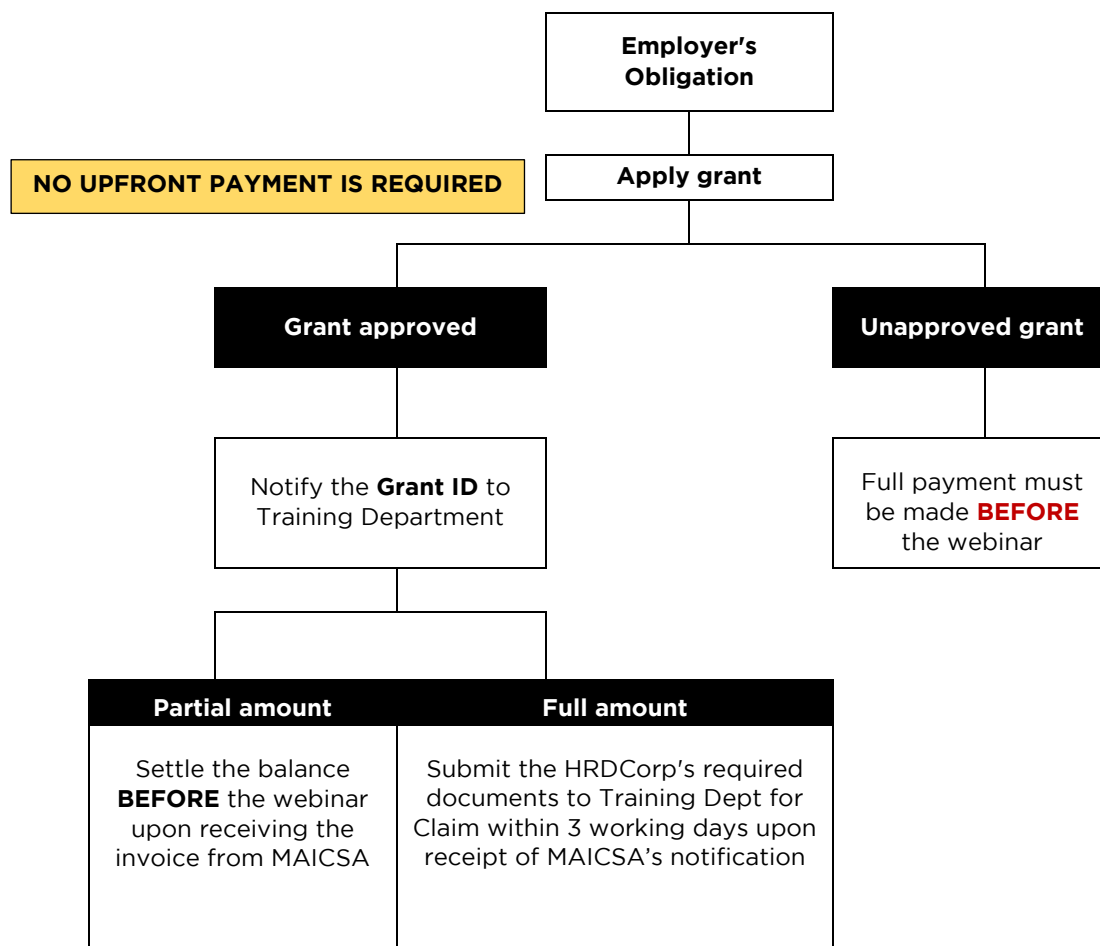 Employer's
Obligation
NO UPFRONT PAYMENT IS REQUIRED
Apply grant
Grant approved
Unapproved grant
Notify the Grant ID to
Training Department
Full payment must
be made BEFORE
the webinar
Partial amount
Full amount
Settle the balance
BEFORE the webinar
upon receiving the
invoice from MAICSA
Submit the HRDCorp's required
documents to Training Dept for
Claim within 3 working days upon
receipt of MAICSA’s notification